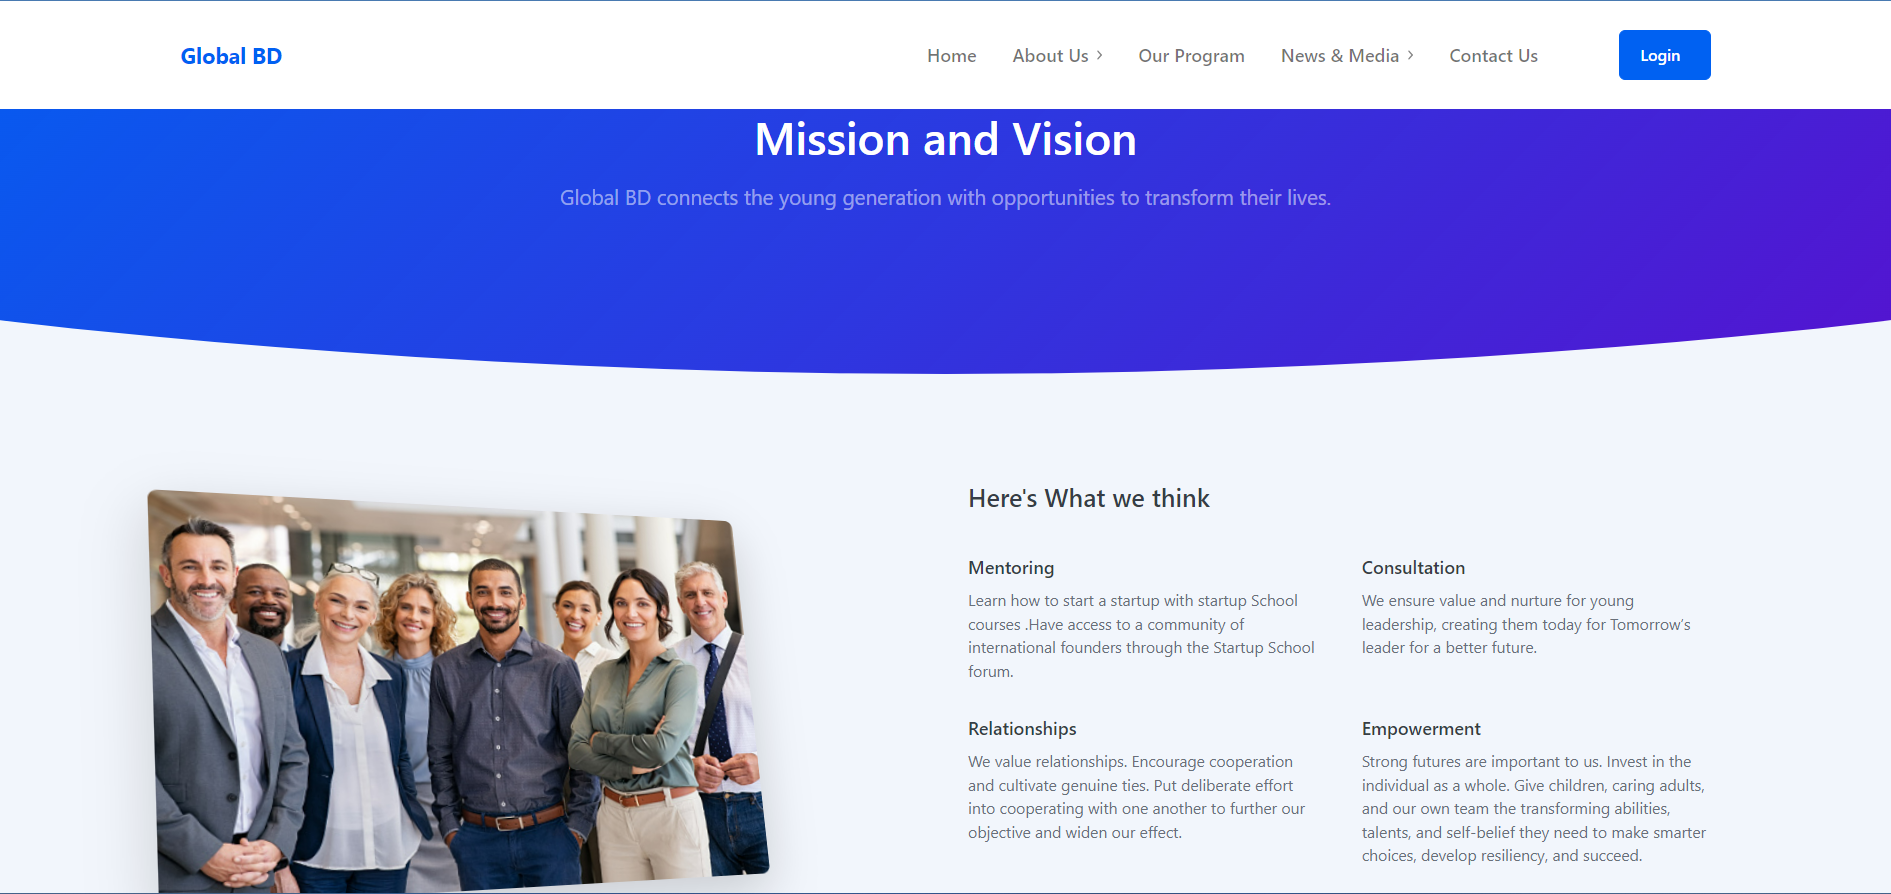 Global BD
Home About Us Our Program News & Media Contact Us Login
Mission and Vision
Global BD connects the young generation with opportunities to transform their lives.
Here's What we think
Mentoring
Learn how to start a startup with startup School
courses .Have access to a community of
international founders through the Startup School
forum.
Consultation
We ensure value and nurture for young
leadership, creating them today for Tomorrow’s
leader for a better future.
Relationships
We value relationships. Encourage cooperation
and cultivate genuine ties. Put deliberate effort
into cooperating with one another to further our
objective and widen our effect.
Empowerment
Strong futures are important to us. Invest in the
individual as a whole. Give children, caring adults,
and our own team the transforming abilities,
talents, and self-belief they need to make smarter
choices, develop resiliency, and succeed.